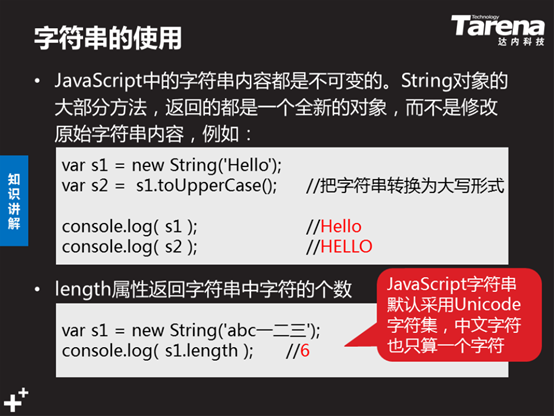 字符串的使用
Technology
Tarena
达内科技
• JavaScript中的字符串内容都是不可变的。String对象的
大部分方法，返回的都是一个全新的对象，而不是修改
原始字符串内容，例如：
知识讲解
var s1 = new String('Hello');
var s2 =  s1.toUpperCase();    //把字符串转换为大写形式
console.log( s1 );    //Hello
console.log( s2 );    //HELLO
• length属性返回字符串中字符的个数
JavaScript字符串
默认采用Unicode
字符集，中文字符
也只算一个字符
var s1 = new String('abc一二三');
console.log( s1.length );    //6